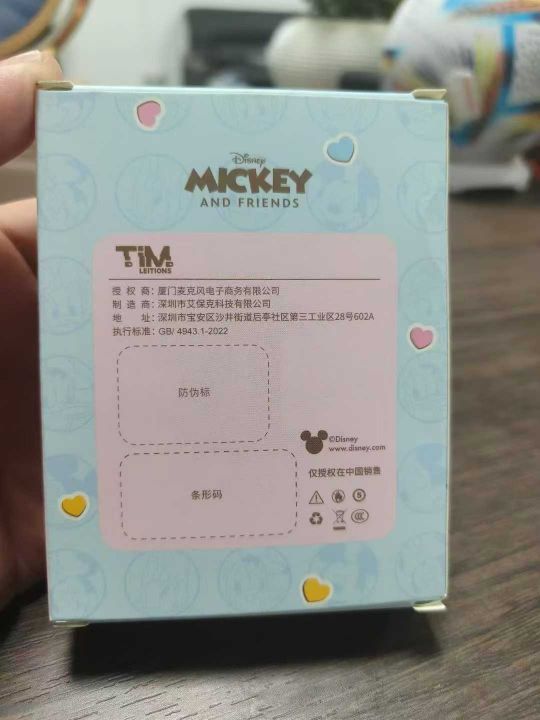 Disney
MICKEY
AND FRIENDS
TiM
LEITIONS
授 权 商：厦门麦克风电子商务有限公司
制 造 商：深圳市艾保克科技有限公司
地 址：深圳市宝安区沙井街道后亭社区第三工业区28号602A
执行标准：GB/ 4943.1-2022
防伪标
©Disney
www.disney.com
条形码
仅授权在中国销售
5
CCC